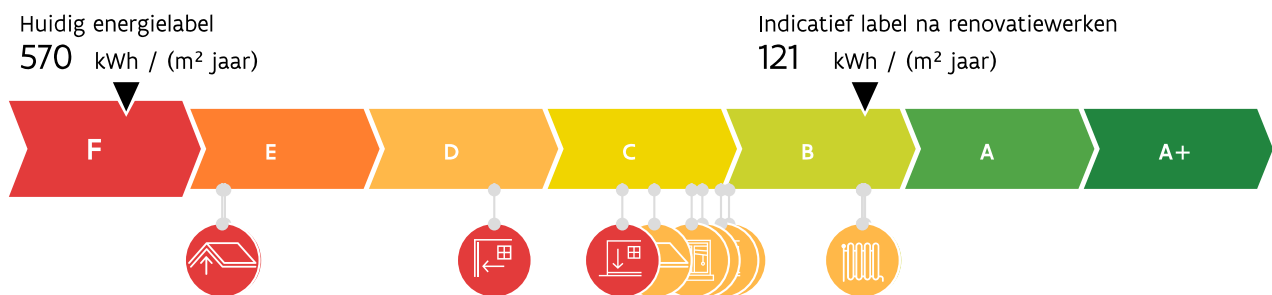 Huidig energielabel
570 kWh / (m² jaar)
Indicatief label na renovatiewerken
121 kWh / (m² jaar)
F E D C B A A+